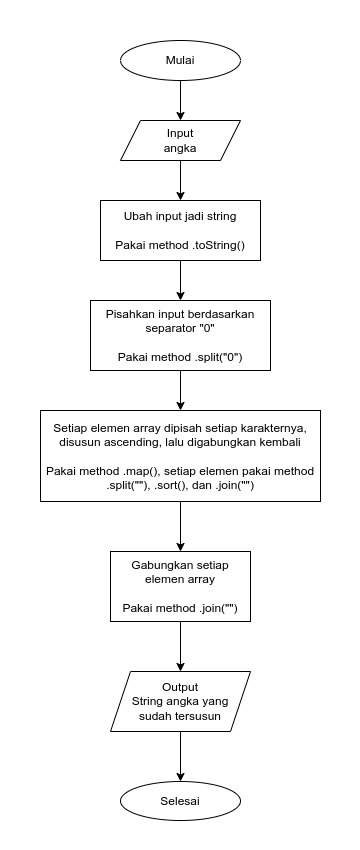 Mulai
Input
angka
Ubah input jadi string
Pakai method .toString()
Pisahkan input berdasarkan
separator "0"
Pakai method .split("0")
Setiap elemen array dipisah setiap karakternya,
disusun ascending, lalu digabungkan kembali
Pakai method .map(), setiap elemen pakai method
.split(""), .sort(), dan .join("")
Gabungkan setiap
elemen array
Pakai method .join("")
Output
String angka yang
sudah tersusun
Selesai